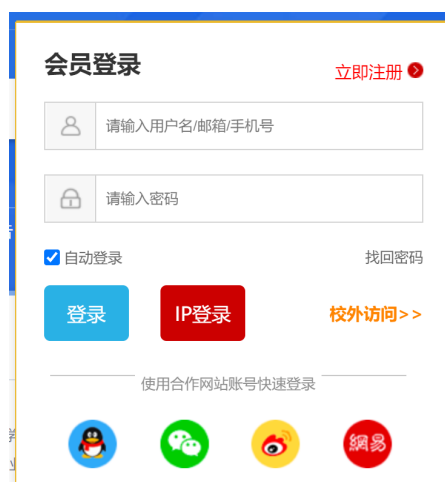 会员登录
立即注册
请输入用户名/邮箱/手机号
请输入密码
自动登录
找回密码
登录
IP登录
校外访问>>
使用合作网站账号快速登录
網易